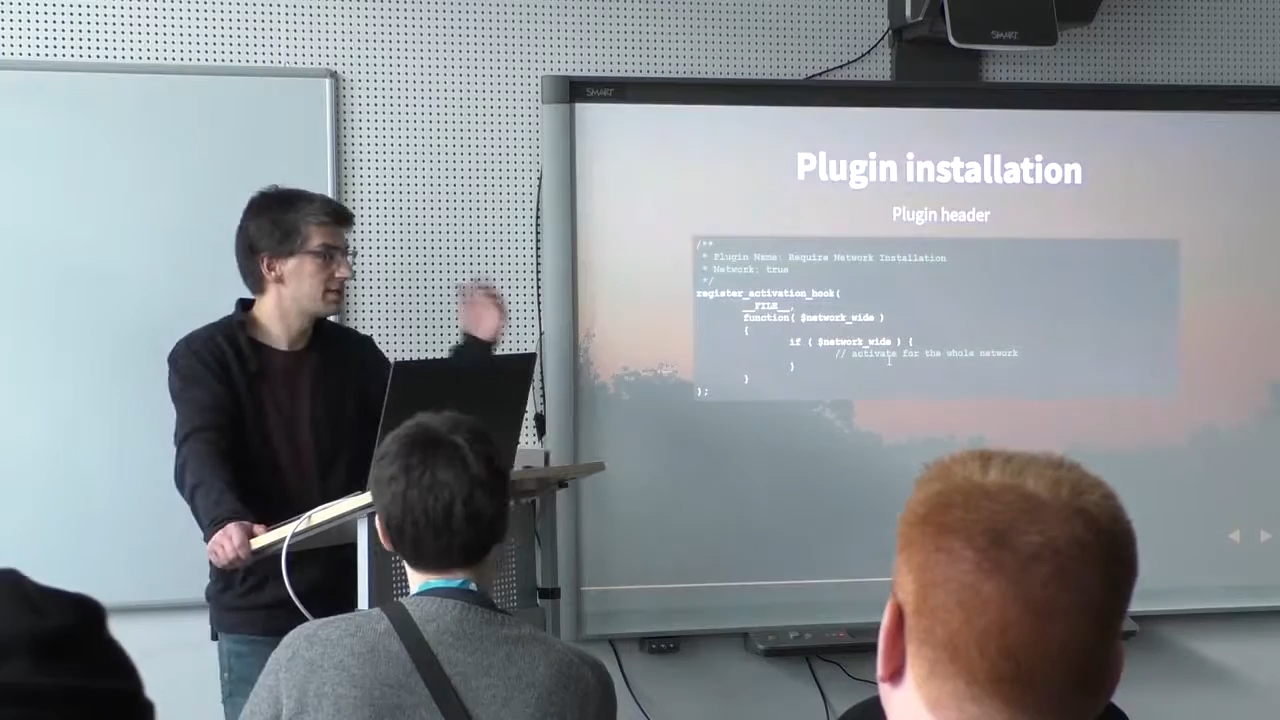 SMART
SMART
Plugin installation
Plugin header
/**
* Plugin Name: Require Network Installation
* Network: true
*/
register_activation_hook(
__FILE__,
function( $network_wide )
{
if ( $network_wide ) {
// activate for the whole network
}
}
);